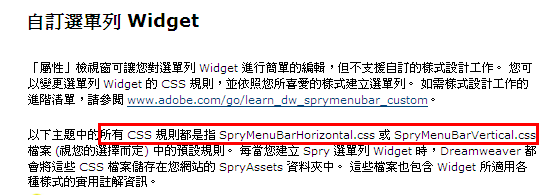 自訂選單列 Widget
「屬性」檢視窗可讓您對選單列 Widget 進行簡單的編輯，但不支援自訂的樣式設計工作。 您可
以變更選單列 Widget 的 CSS 規則，並依照您所喜愛的樣式建立選單列。 如需樣式設計工作的
進階清單，請參閱 www.adobe.com/go/learn_dw_sprymenubar_custom。
以下主題中的所有 CSS 規則都是指 SpryMenuBarHorizontal.css 或 SpryMenuBarVertical.css
檔案 (視您的選擇而定) 中的預設規則。 每當您建立 Spry 選單列 Widget 時，Dreamweaver 都
會將這些 CSS 檔案儲存在您網站的 SpryAssets 資料夾中。 這些檔案也包含 Widget 所適用各
種樣式的實用註解資訊。